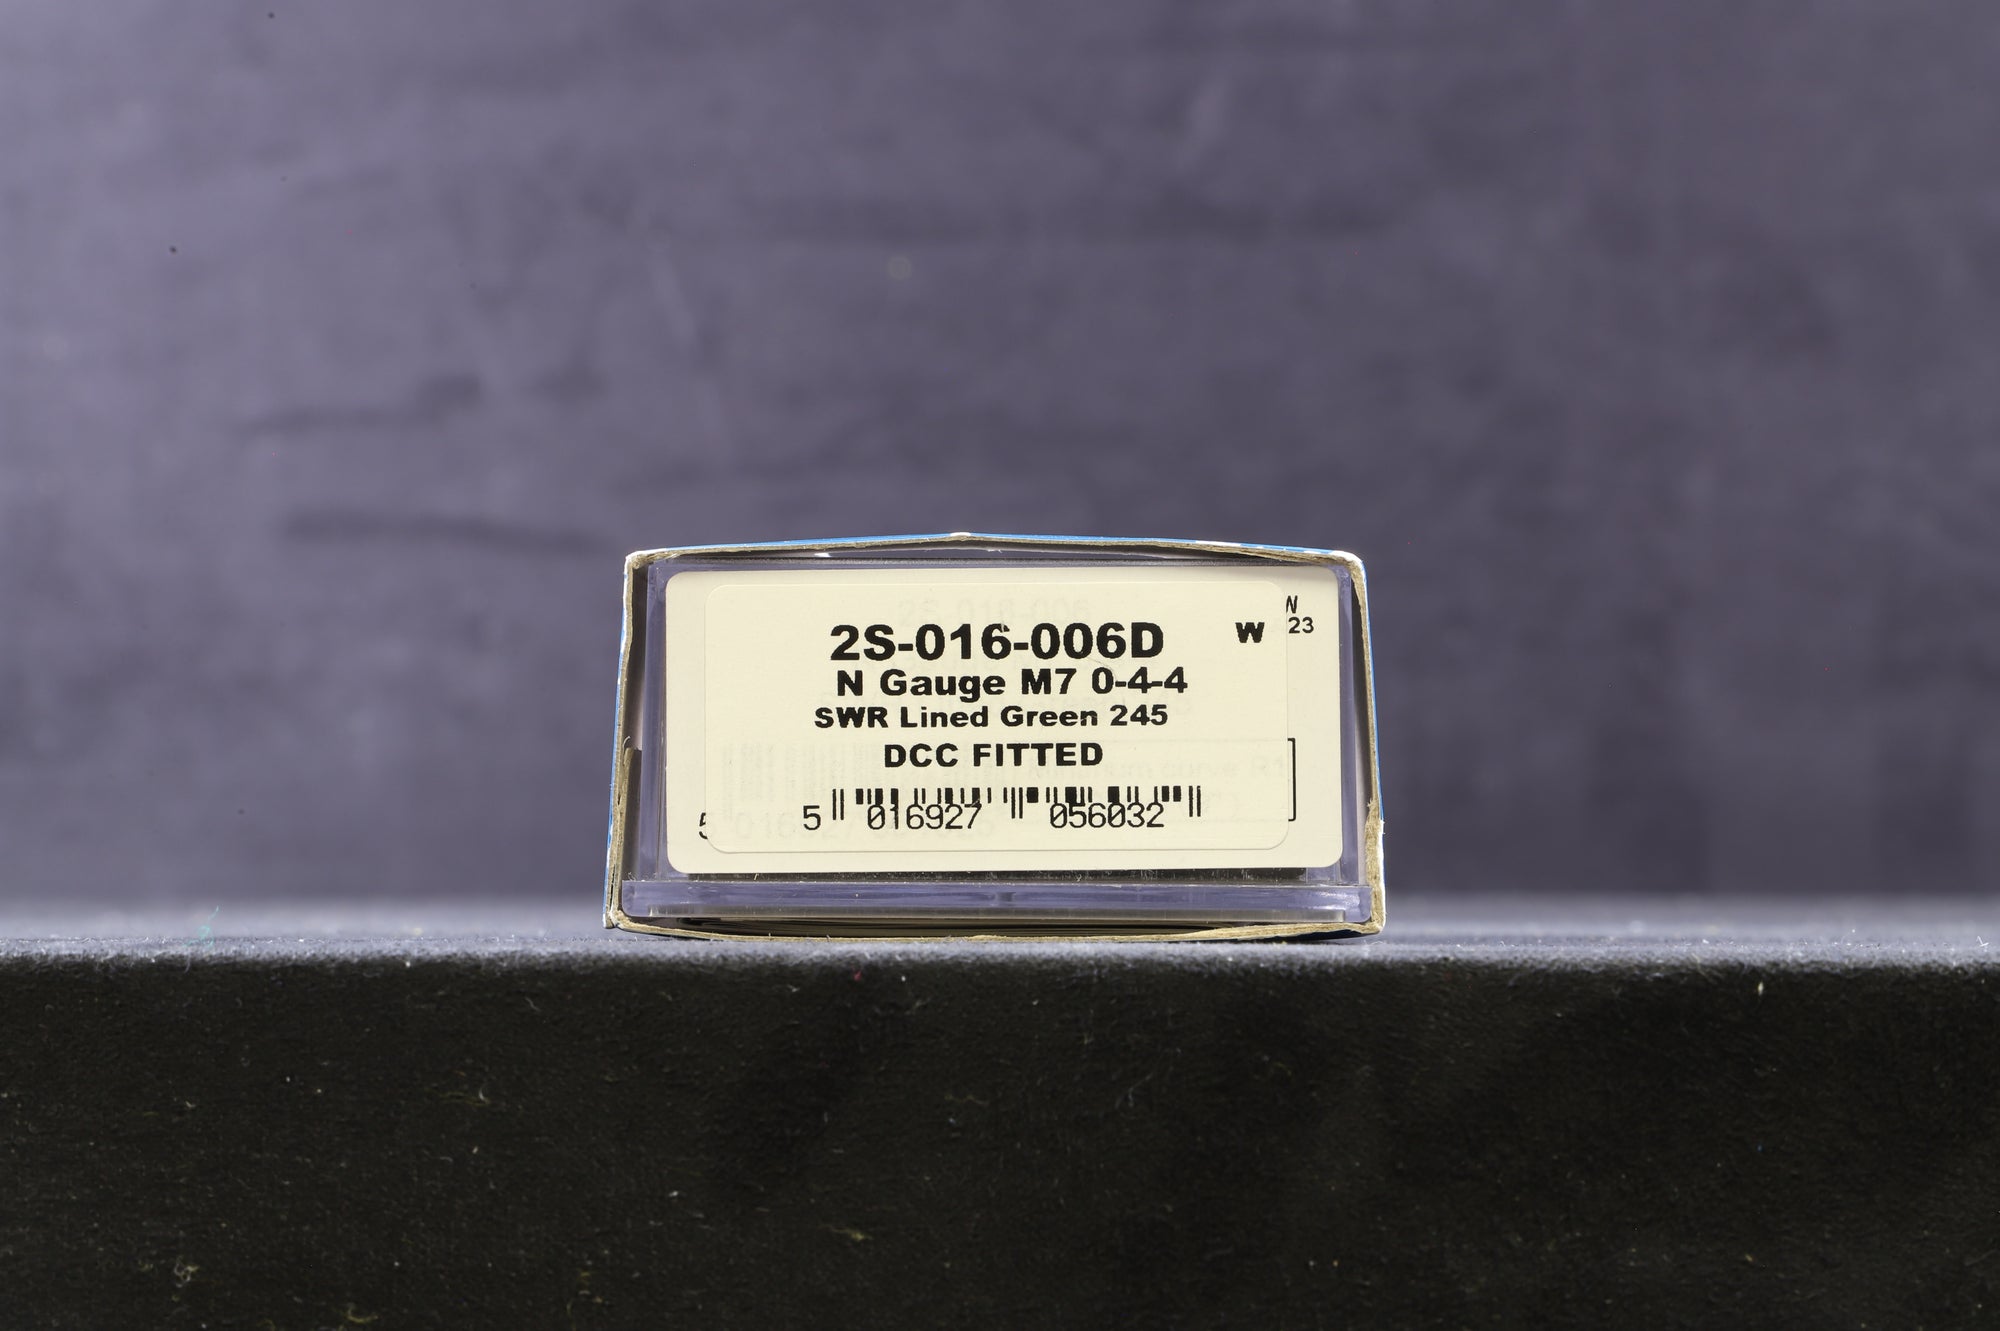 2S-016-006D W
23
N Gauge M7 0-4-4
SWR Lined Green 245
DCC FITTED
5 016927 056032